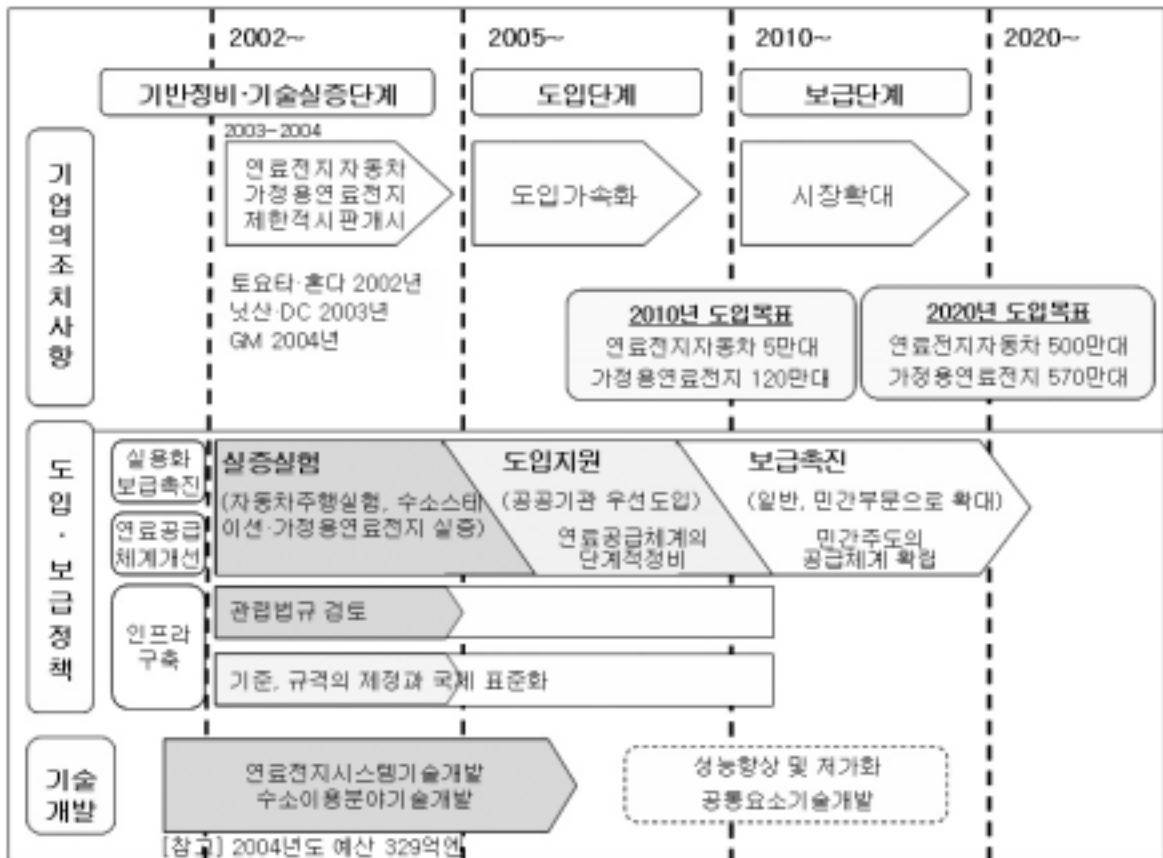 2002~
2005~
2010~
2020~
기반정비·기술실증단계
도입단계
보급단계
기업의조치사항
2003-2004
연료전지자동차
가정용연료전지
제한적시판개시
도입가속화
시장확대
토요타·혼다 2002년
닛산·DC 2003년
GM 2004년
2010년 도입목표
연료전지자동차 5만대
가정용연료전지 120만대
2020년 도입목표
연료전지자동차 500만대
가정용연료전지 570만대
도입·보급정책
실용화
보급촉진
연료공급
체계개선
실증실험
(자동차주행실험, 수소스테
이션·가정용연료전지 실증)
도입지원
(공공기관 우선도입)
연료공급체계의
단계적정비
보급촉진
(일반, 민간부문으로 확대)
민간주도의
공급체계 확립
인프라
구축
관렵법규 검토
기준, 규격의 제정과 국제 표준화
기술
개발
연료전지시스템기술개발
수소이용분야기술개발
성능향상 및 저가화
공통요소기술개발
[참고] 2004년도 예산 329억엔